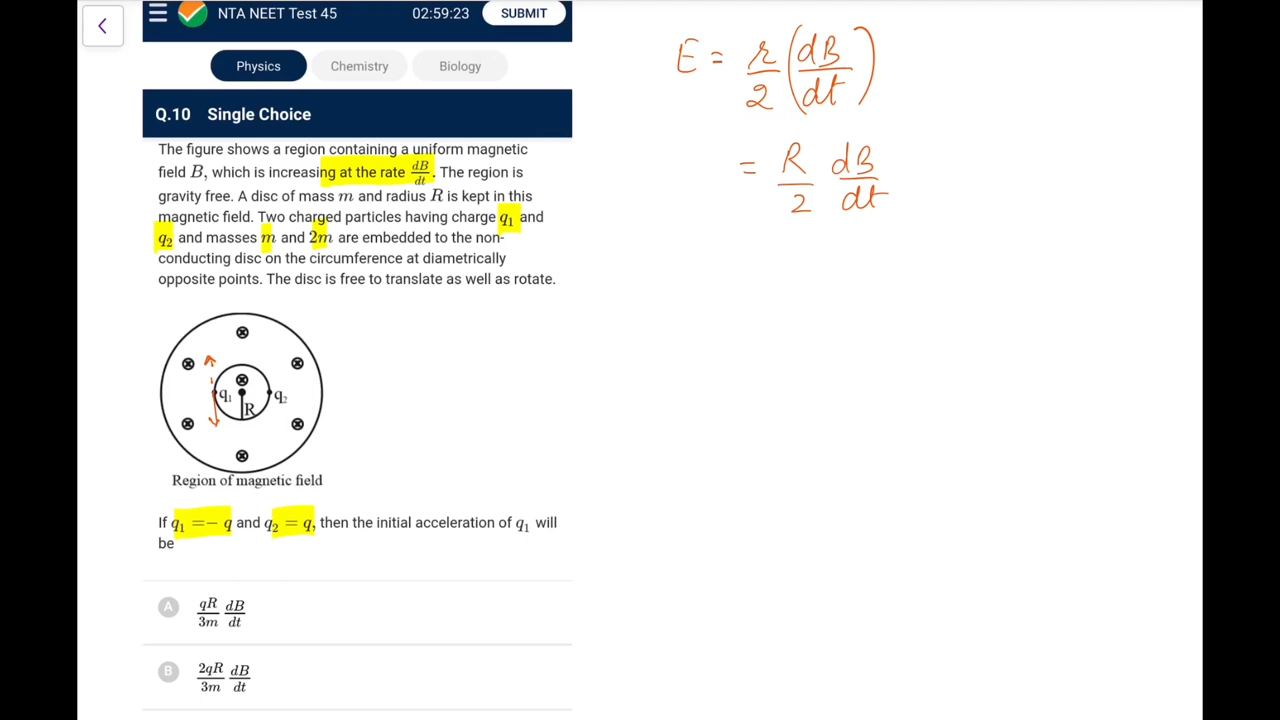 NTA NEET Test 45 02:59:23 SUBMIT
Physics Chemistry Biology
Q.10 Single Choice
The figure shows a region containing a uniform magnetic
field B, which is increasing at the rate dB/dt. The region is
gravity free. A disc of mass m and radius R is kept in this
magnetic field. Two charged particles having charge q₁ and
q₂ and masses m and 2m are embedded to the non-
conducting disc on the circumference at diametrically
opposite points. The disc is free to translate as well as rotate.
q₁ q₂
R
Region of magnetic field
If q₁ =− q and q₂ = q, then the initial acceleration of q₁ will
be
A qR/3m dB/dt
B 2qR/3m dB/dt
E = r/2 (dB/dt)
= R/2 dB/dt